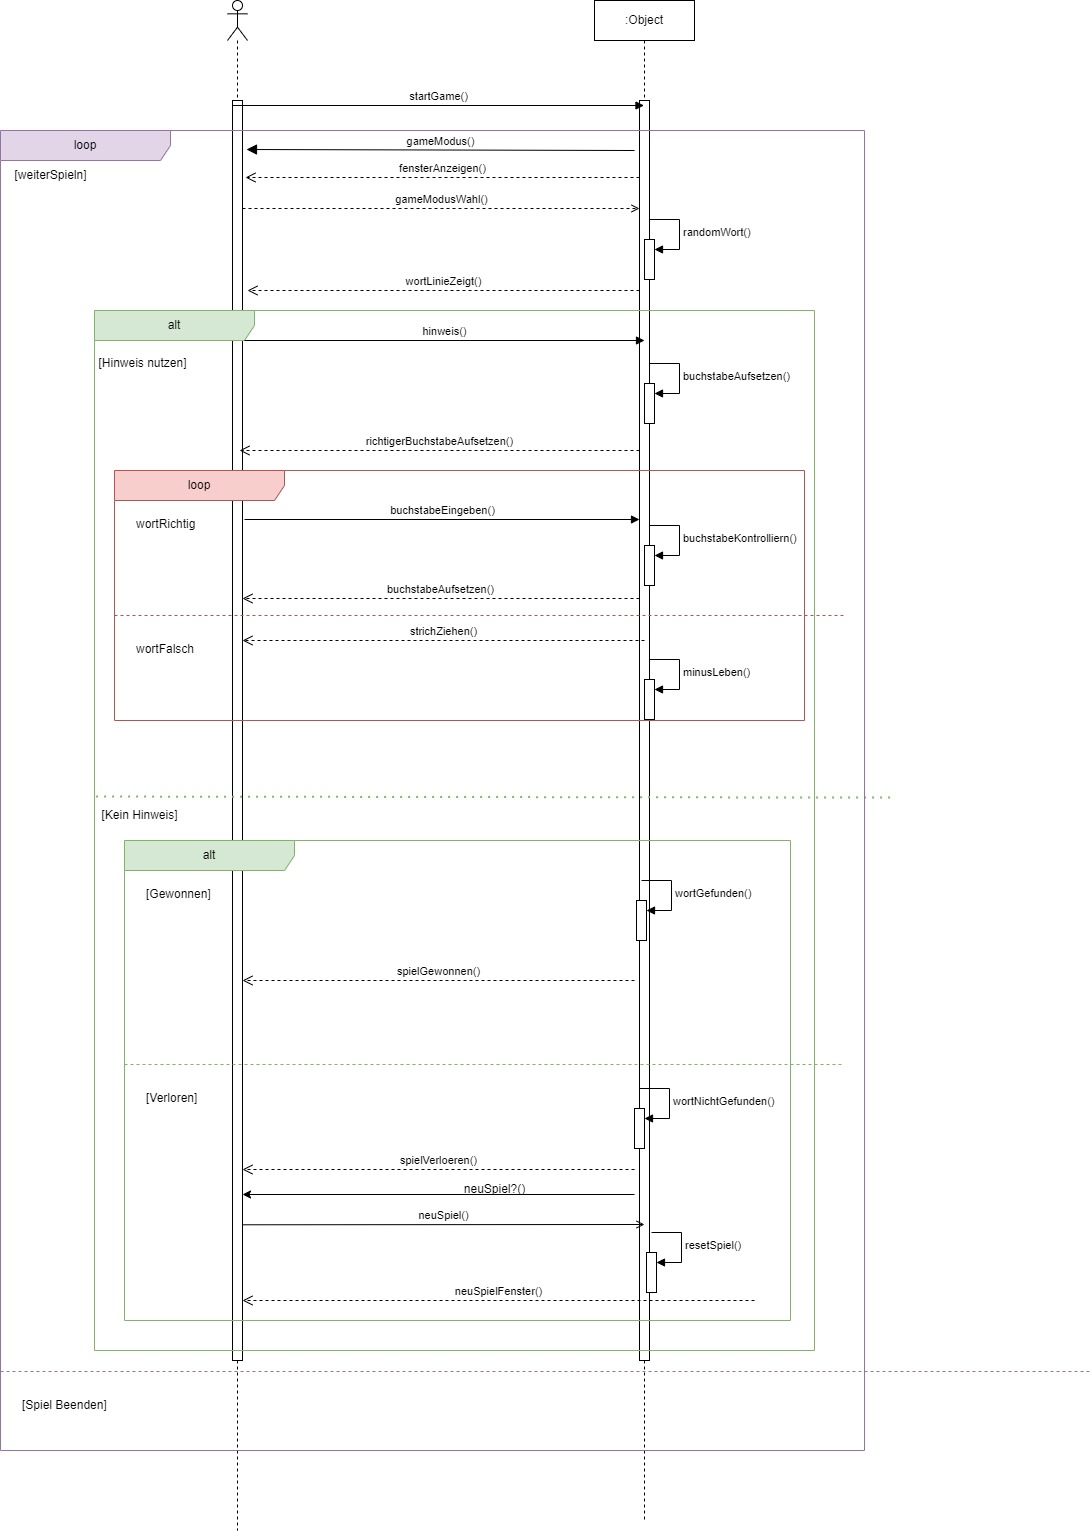 :Object
startGame()
loop
gameModus()
[weiterSpieln]
fensterAnzeigen()
gameModusWahl()
randomWort()
wortLinieZeigt()
alt
hinweis()
[Hinweis nutzen]
buchstabeAufsetzen()
richtigerBuchstabeAufsetzen()
loop
buchstabeEingeben()
wortRichtig
buchstabeKontrolliern()
buchstabeAufsetzen()
strichZiehen()
wortFalsch
minusLeben()
[Kein Hinweis]
alt
[Gewonnen]
wortGefunden()
spielGewonnen()
[Verloren]
wortNichtGefunden()
spielVerloeren()
neuSpiel?()
neuSpiel()
resetSpiel()
neuSpielFenster()
[Spiel Beenden]